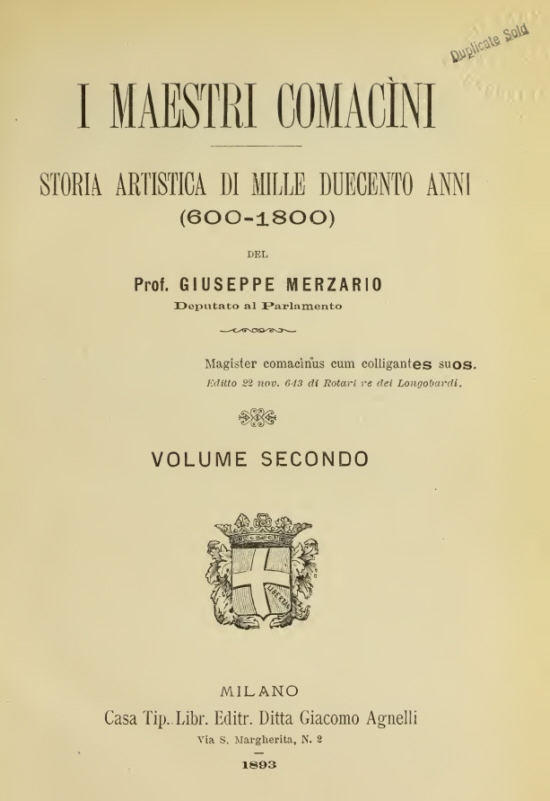 Duplicate Sold
I MAESTRI COMACÌNI
STORIA ARTISTICA DI MILLE DUECENTO ANNI
(600-1800)
DEL
Prof. GIUSEPPE MERZARIO
Deputato al Parlamento
Magister comacinus cum colligantes suos.
Editto 22 nov. 643 di Rotari re dei Longobardi.
VOLUME SECONDO
LIBERTAS
MILANO
Casa Tip. Libr. Editr. Ditta Giacomo Agnelli
Via S. Margherita, N. 2
1893